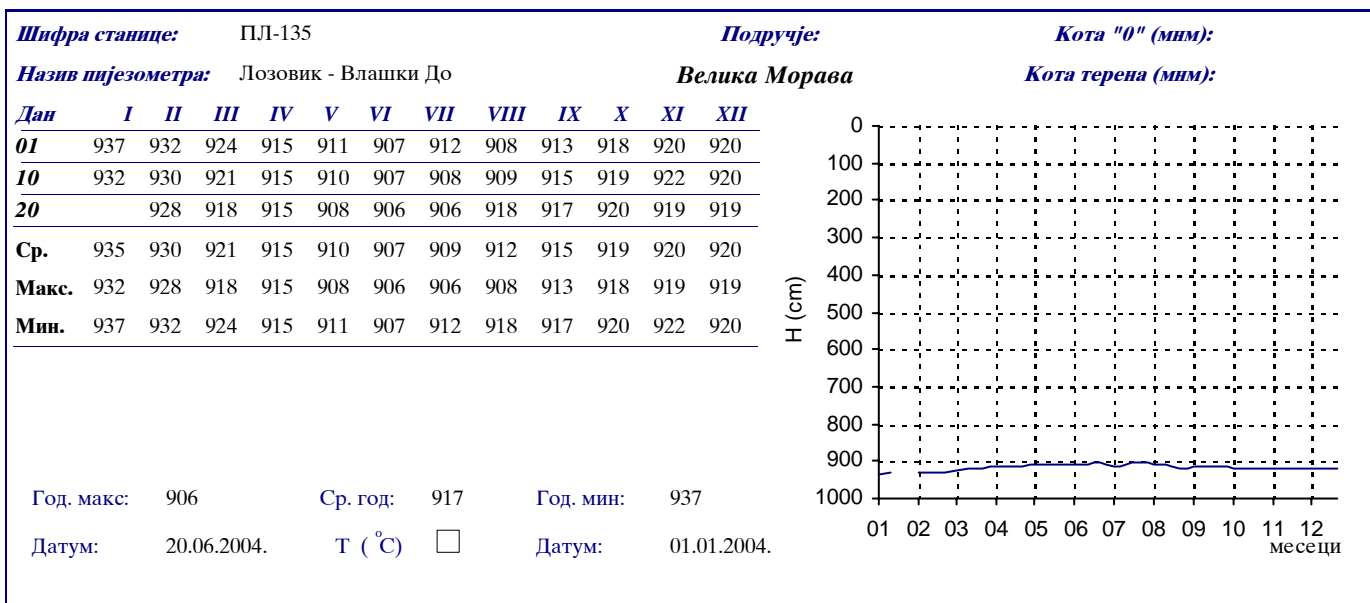 Шифра станице: ПЛ-135 Подручје: Кота "0" (мнм):
Назив пијезометра: Лозовик - Влашки До Велика Морава Кота терена (мнм):
Дан I II III IV V VI VII VIII IX X XI XII
01 937 932 924 915 911 907 912 908 913 918 920 920
10 932 930 921 915 910 907 908 909 915 919 922 920
20 928 918 915 908 906 906 918 917 920 919 919
Ср. 935 930 921 915 910 907 909 912 915 919 920 920
Макс. 932 928 918 915 908 906 906 908 913 918 919 919
Мин. 937 932 924 915 911 907 912 918 917 920 922 920
0
100
200
300
400
500
600
700
800
900
1000
H (cm)
01 02 03 04 05 06 07 08 09 10 11 12
месеци
Год. макс: 906 Ср. год: 917 Год. мин: 937
Датум: 20.06.2004. Т ( °C) Датум: 01.01.2004.